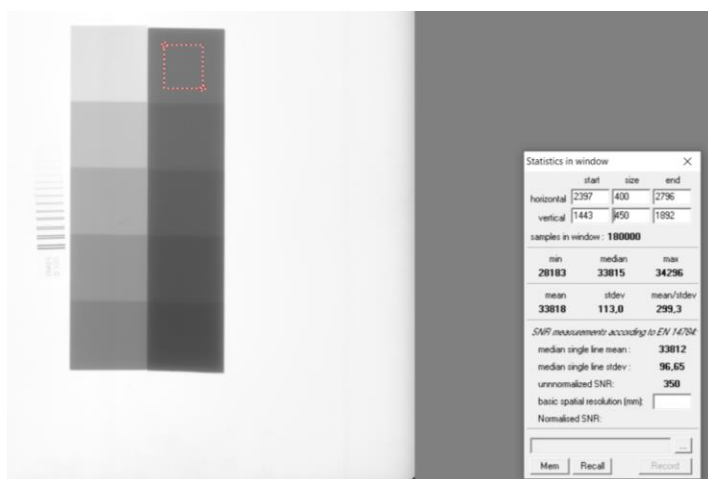 Statistics in window
start size end
horizontal 2397 400 2796
vertical 1443 450 1892
samples in window : 180000
min median max
28183 33815 34296
mean stdev mean/stdev
33818 113,0 299,3
SNR measurements according to EN 14784:
median single line mean : 33812
median single line stdev : 96,65
unnnormalized SNR: 350
basic spatial resolution (mm):
Normalised SNR:
...
Mem Recall Record